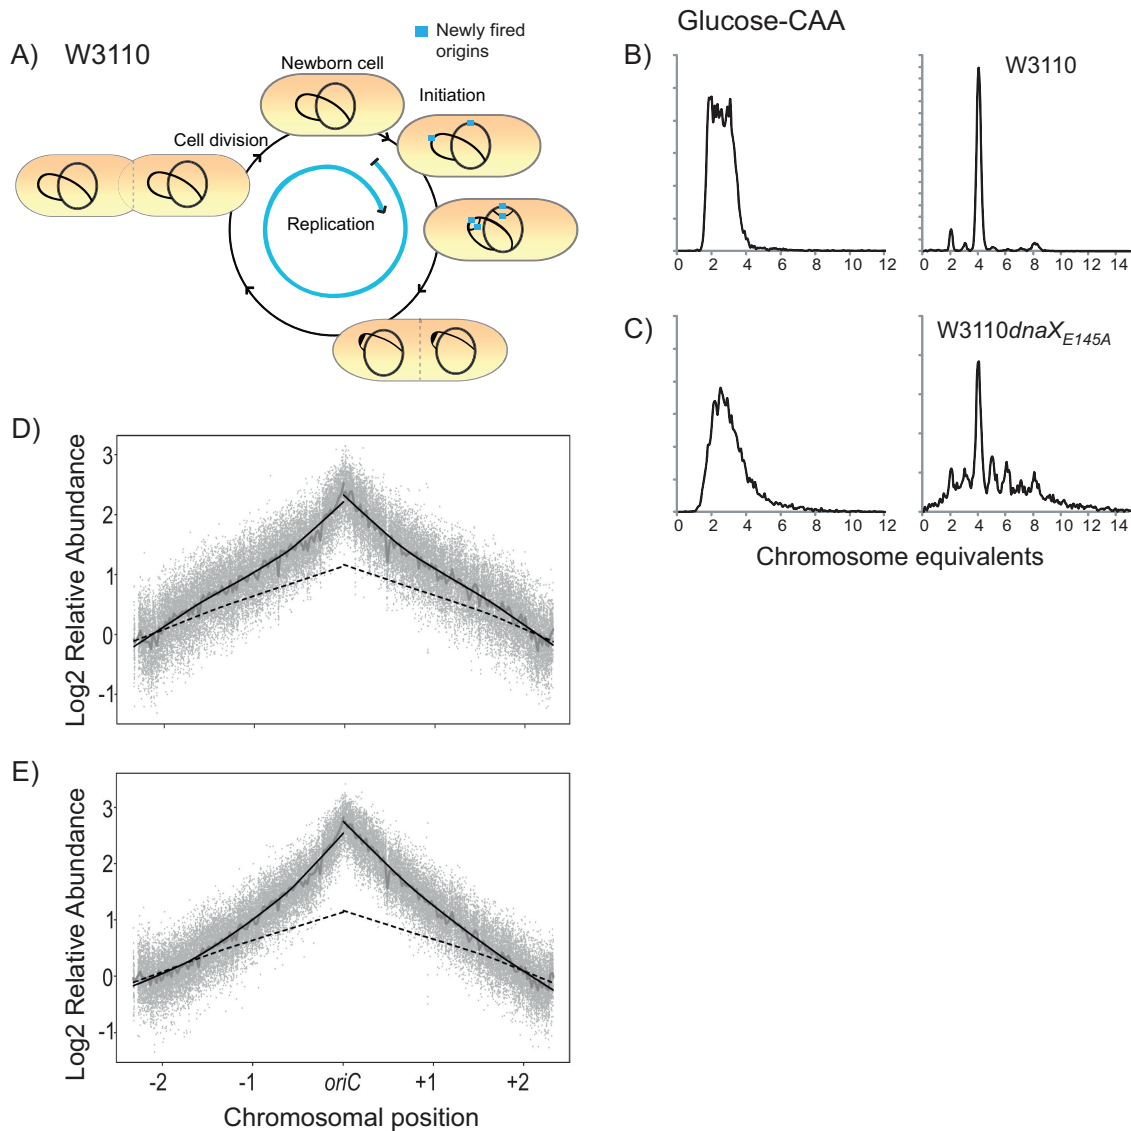 A) W3110
Newly fired
origins
Newborn cell
Initiation
Cell division
Replication
Glucose-CAA
B)
W3110
0 2 4 6 8 10 12
0 2 4 6 8 10 12 14
C)
W3110dnaX_E145A
0 2 4 6 8 10 12
0 2 4 6 8 10 12 14
Chromosome equivalents
D)
Log2 Relative Abundance
3
2
1
0
-1
E)
Log2 Relative Abundance
3
2
1
0
-1
-2 -1 oriC +1 +2
Chromosomal position